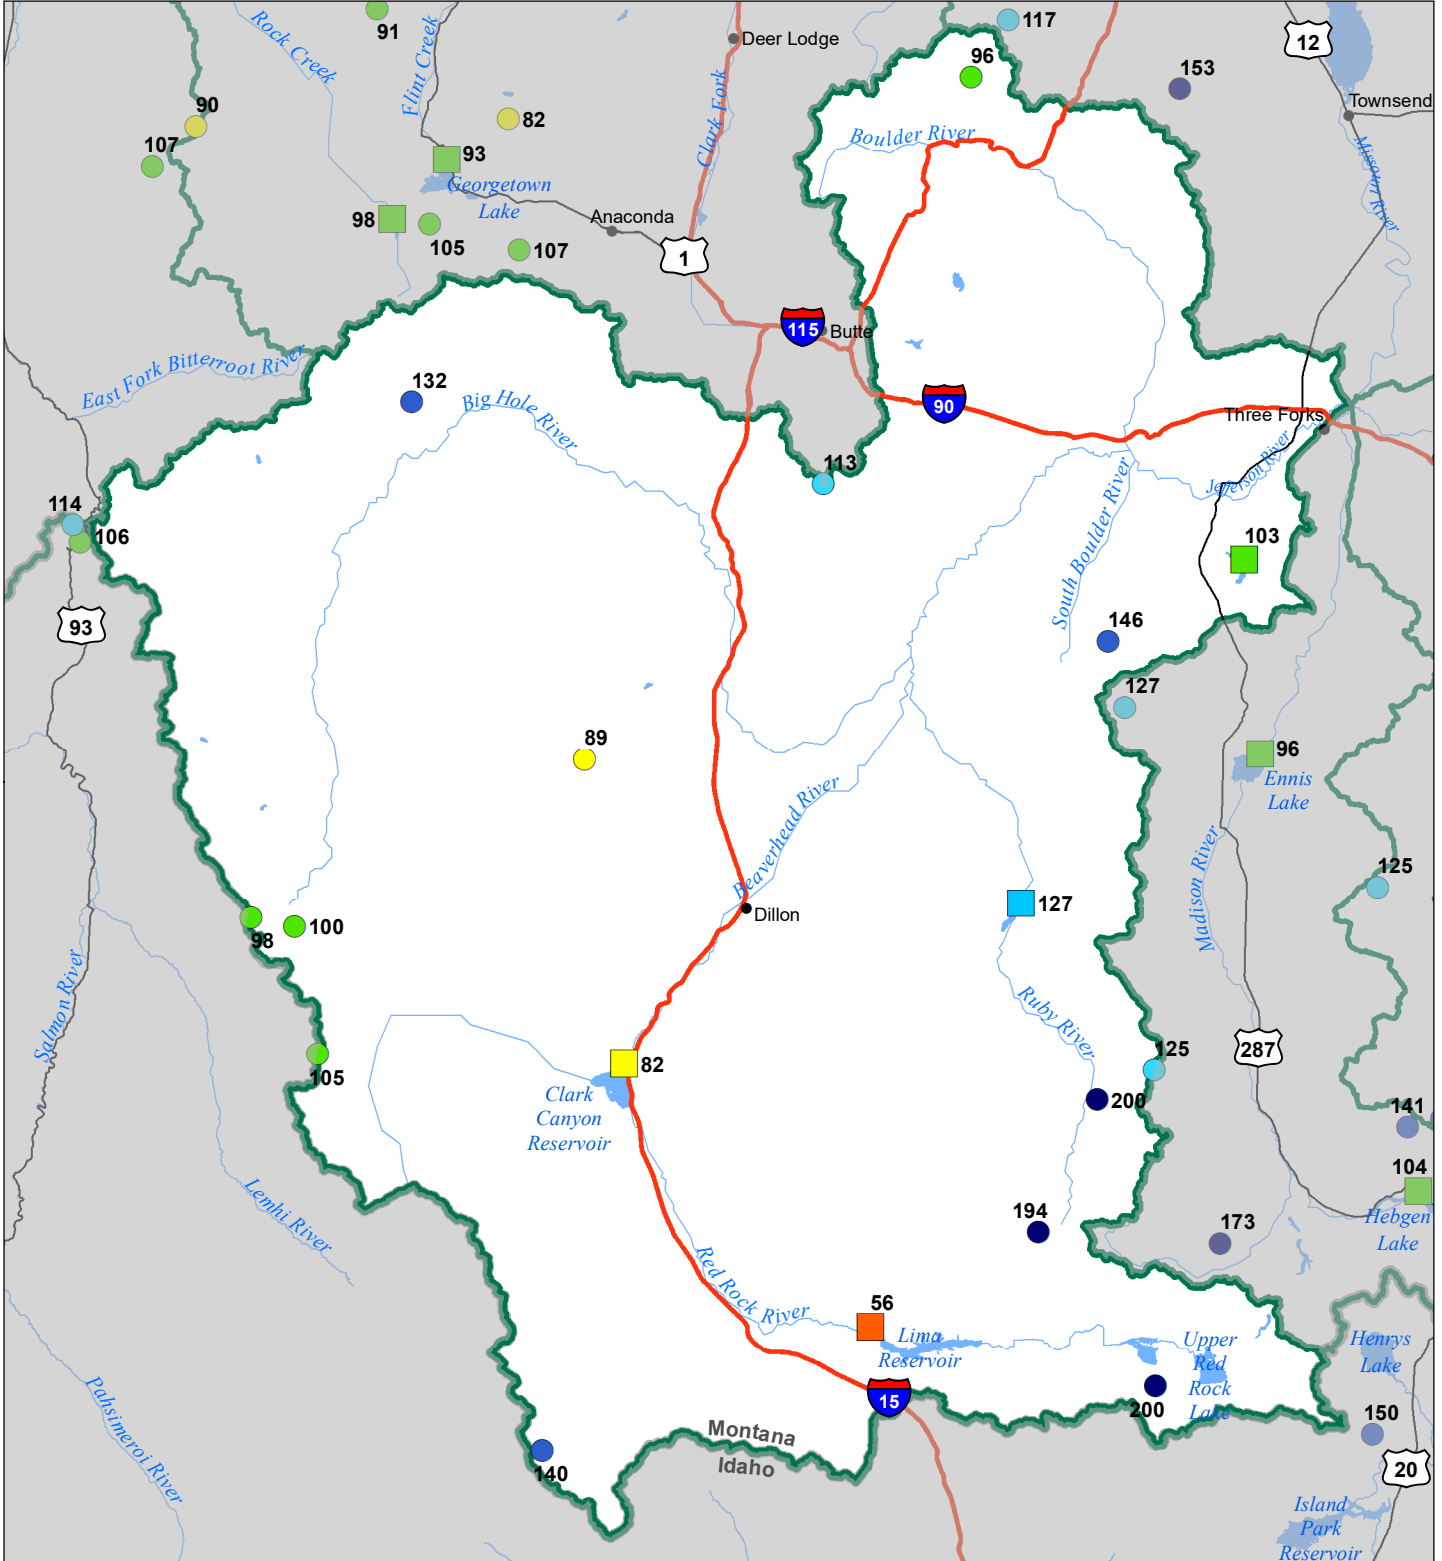 91
117
Deer Lodge
12
Rock Creek
Flint Creek
96
153
90
82
Townsend
107
93
Clark Fork
Boulder River
Missouri River
Georgetown
Lake
98
105
107
Anaconda
1
115
Butte
East Fork Bitterroot River
132
Big Hole River
90
Three Forks
113
Jefferson River
114
106
South Boulder River
103
93
146
127
89
96
Ennis
Lake
Beaverhead River
Madison River
125
98
100
Dillon
127
Salmon River
Ruby River
105
82
125
287
Clark
Canyon
Reservoir
200
141
104
Lemhi River
194
173
Hebgen
Lake
Red Rock River
56
Lima
Reservoir
Upper
Red
Rock
Lake
Henrys
Lake
15
200
150
Pahsimeroi River
Montana
Idaho
140
20
Island
Park
Reservoir